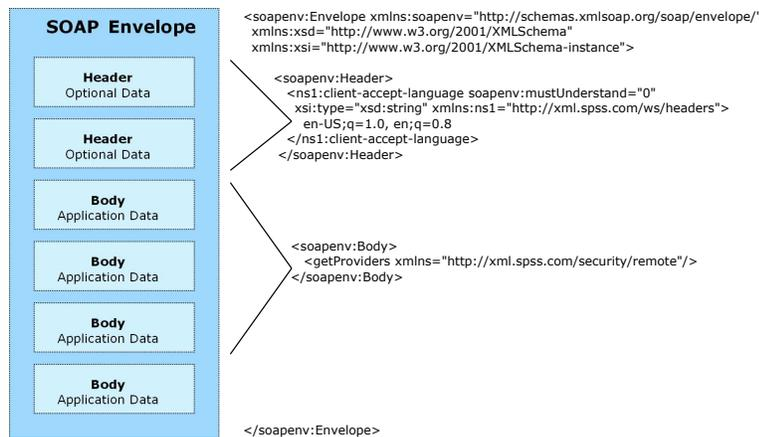 SOAP Envelope
Header
Optional Data
Header
Optional Data
Body
Application Data
Body
Application Data
Body
Application Data
Body
Application Data
<soapenv:Envelope xmlns:soapenv="http://schemas.xmlsoap.org/soap/envelope/"
xmlns:xsd="http://www.w3.org/2001/XMLSchema"
xmlns:xsi="http://www.w3.org/2001/XMLSchema-instance">
<soapenv:Header>
<ns1:client-accept-language soapenv:mustUnderstand="0"
xsi:type="xsd:string" xmlns:ns1="http://xml.spss.com/ws/headers">
en-US;q=1.0, en;q=0.8
</ns1:client-accept-language>
</soapenv:Header>
<soapenv:Body>
<getProviders xmlns="http://xml.spss.com/security/remote"/>
</soapenv:Body>
</soapenv:Envelope>